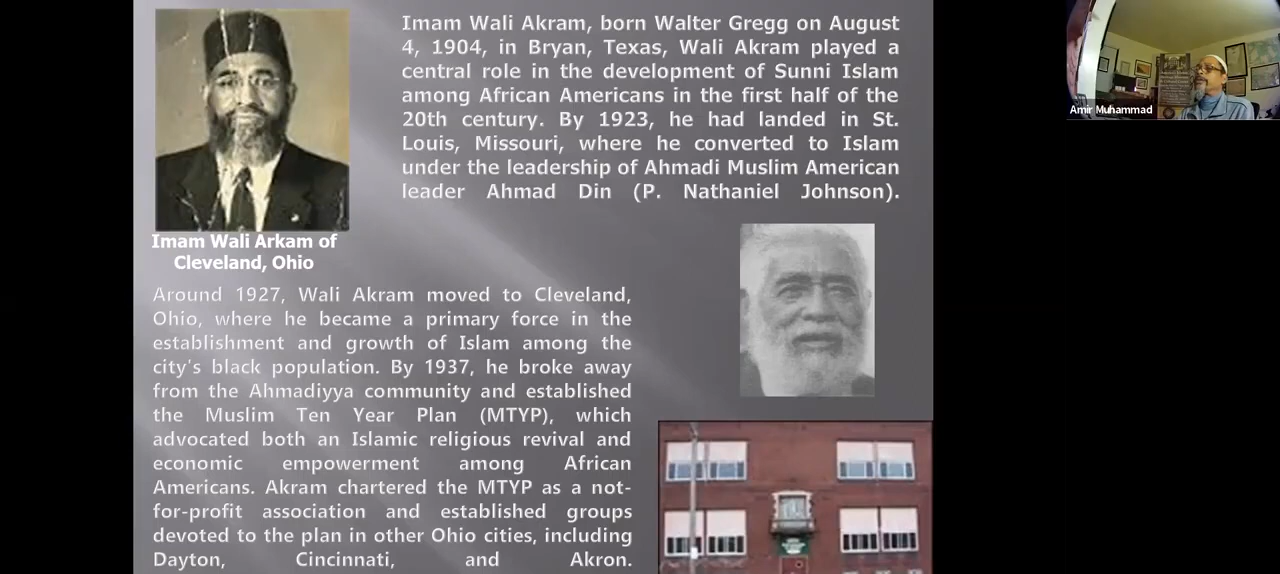 Imam Wali Akram, born Walter Gregg on August
4, 1904, in Bryan, Texas, Wali Akram played a
central role in the development of Sunni Islam
among African Americans in the first half of the
20th century. By 1923, he had landed in St.
Louis, Missouri, where he converted to Islam
under the leadership of Ahmadi Muslim American
leader Ahmad Din (P. Nathaniel Johnson).
Imam Wali Arkam of
Cleveland, Ohio
Around 1927, Wali Akram moved to Cleveland,
Ohio, where he became a primary force in the
establishment and growth of Islam among the
city's black population. By 1937, he broke away
from the Ahmadiyya community and established
the Muslim Ten Year Plan (MTYP), which
advocated both an Islamic religious revival and
economic empowerment among African
Americans. Akram chartered the MTYP as a not-
for-profit association and established groups
devoted to the plan in other Ohio cities, including
Dayton, Cincinnati, and Akron.
Amir Muhammad